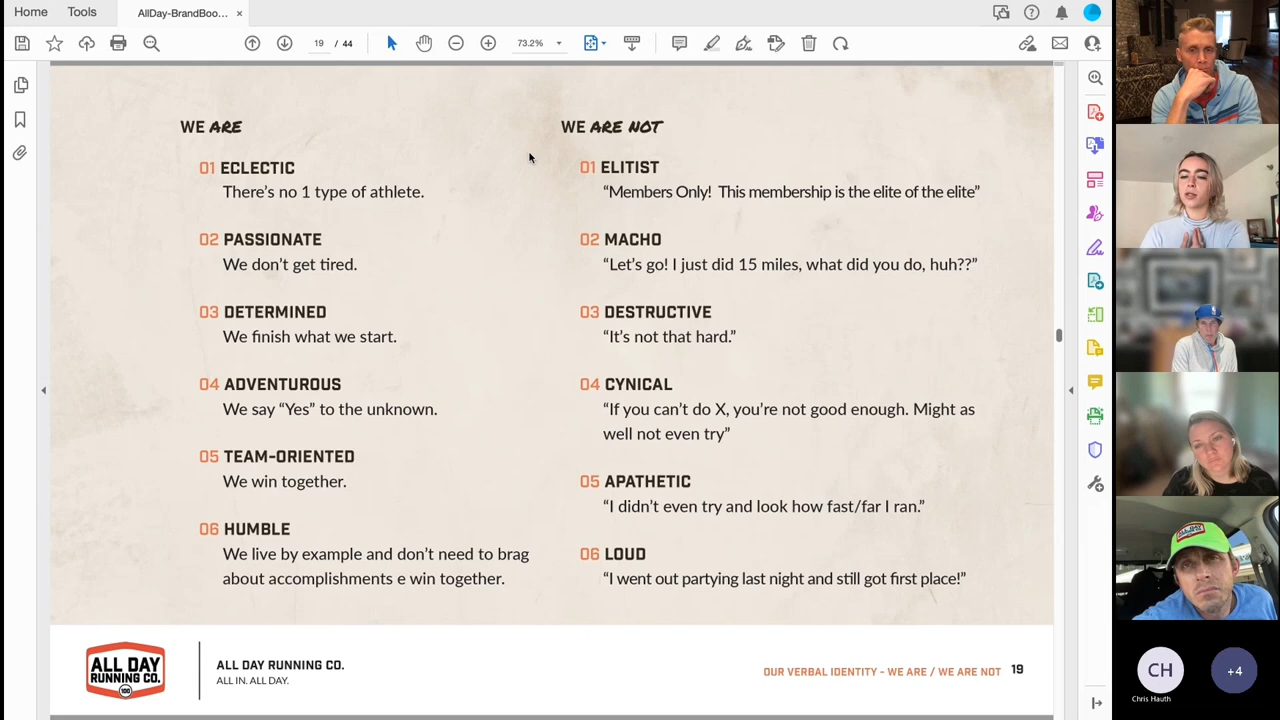 Home
Tools
AllDay-BrandBoo...
×
19 / 44
73.2%
WE ARE
01 ECLECTIC
There's no 1 type of athlete.
02 PASSIONATE
We don't get tired.
03 DETERMINED
We finish what we start.
04 ADVENTUROUS
We say “Yes” to the unknown.
05 TEAM-ORIENTED
We win together.
06 HUMBLE
We live by example and don't need to brag
about accomplishments e win together.
WE ARE NOT
01 ELITIST
“Members Only!  This membership is the elite of the elite”
02 MACHO
“Let's go! I just did 15 miles, what did you do, huh??”
03 DESTRUCTIVE
“It's not that hard.”
04 CYNICAL
“If you can't do X, you're not good enough. Might as
well not even try”
05 APATHETIC
“I didn't even try and look how fast/far I ran.”
06 LOUD
“I went out partying last night and still got first place!”
ALL DAY
RUNNING CO.
100
ALL DAY RUNNING CO.
ALL IN. ALL DAY.
OUR VERBAL IDENTITY - WE ARE / WE ARE NOT 19
ALL DAY
CH
Chris Hauth
+4